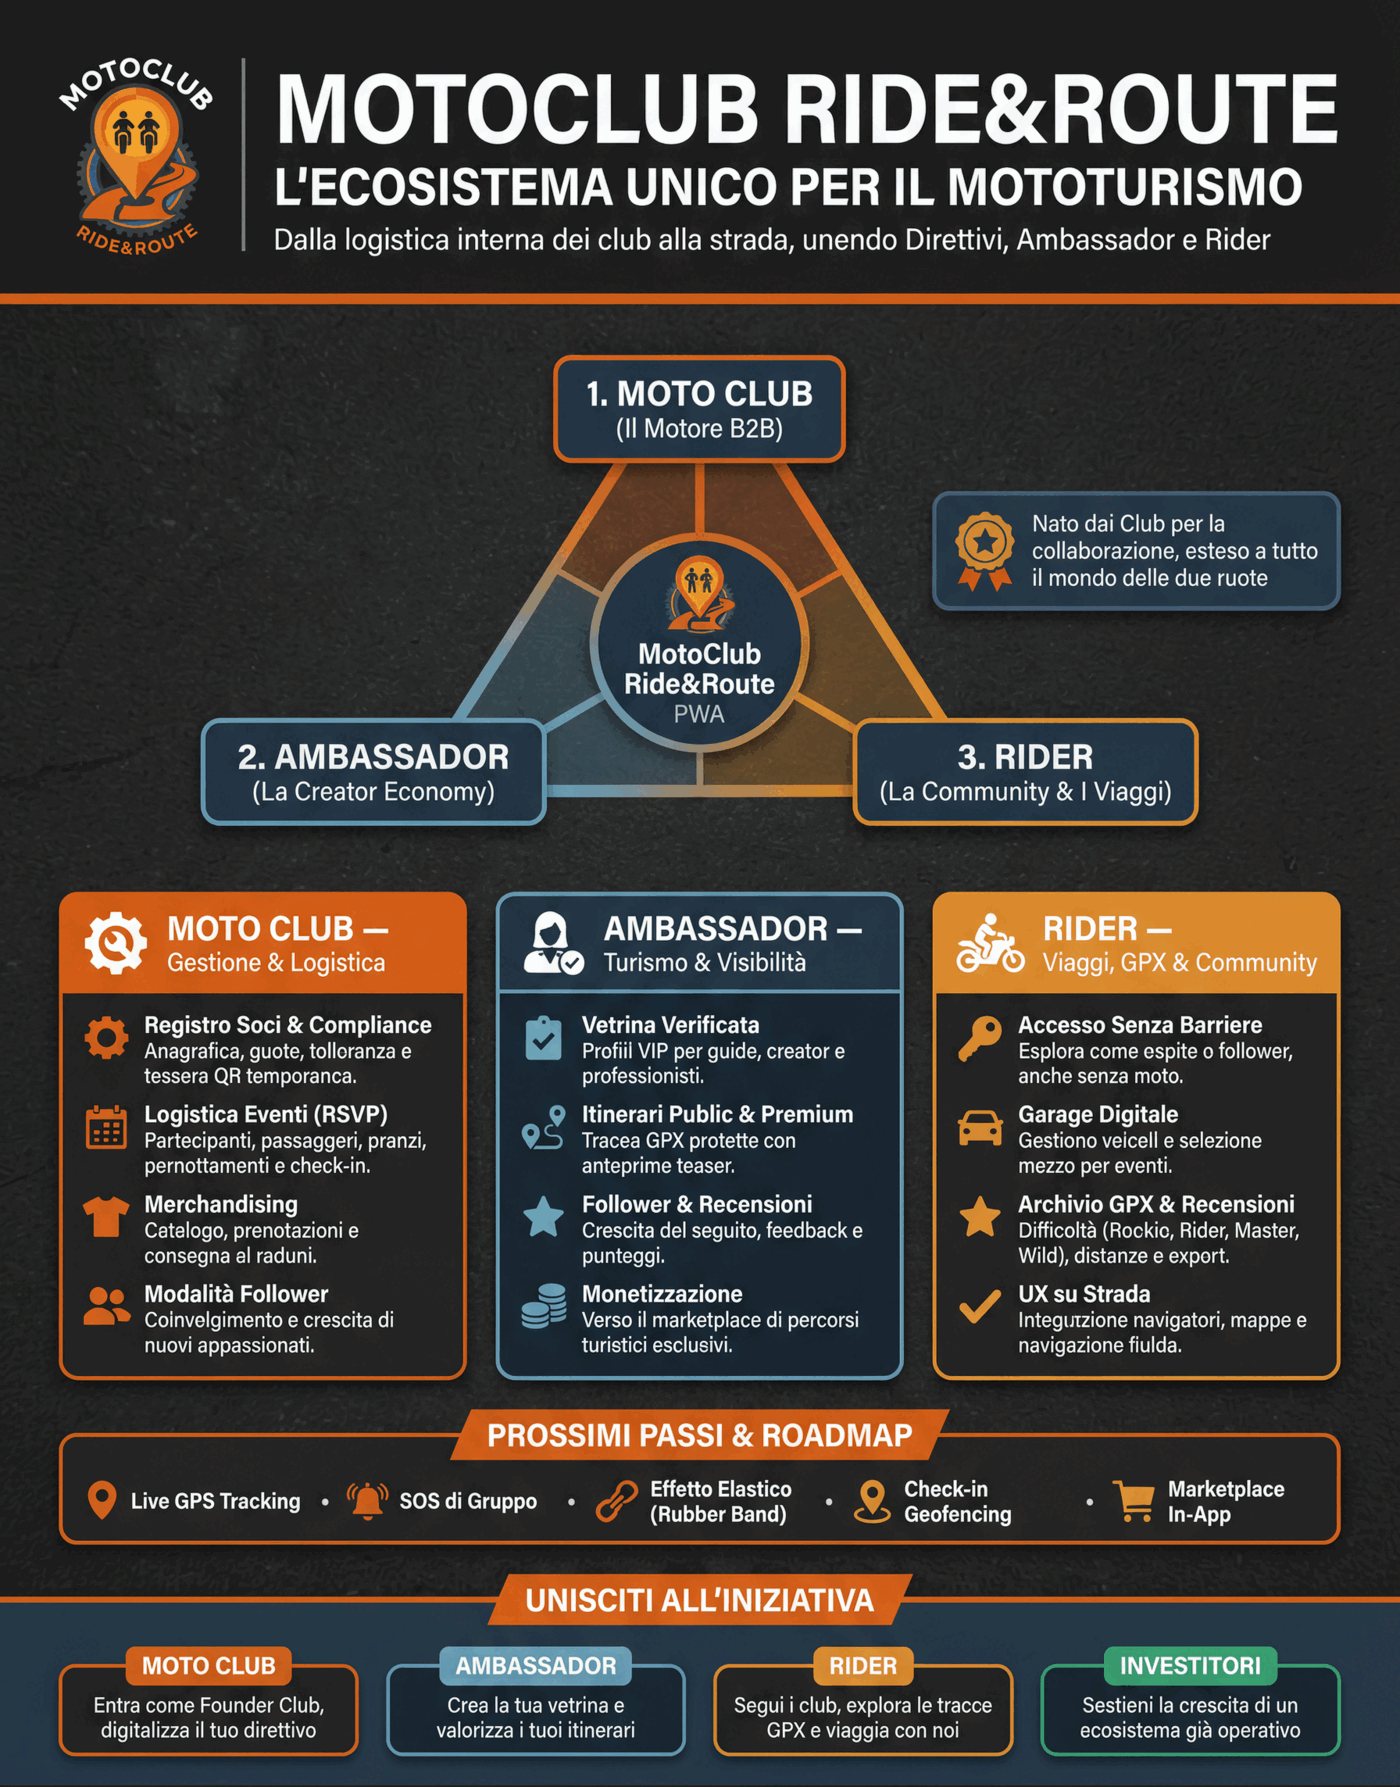 MOTOCLUB
RIDE&ROUTE
MOTOCLUB RIDE&ROUTE
L'ECOSISTEMA UNICO PER IL MOTOTURISMO
Dalla logistica interna dei club alla strada, unendo Direttivi, Ambassador e Rider
1. MOTO CLUB
(Il Motore B2B)
Nato dai Club per la
collaborazione, esteso a tutto
il mondo delle due ruote
MotoClub
Ride&Route
PWA
2. AMBASSADOR
(La Creator Economy)
3. RIDER
(La Community & I Viaggi)
MOTO CLUB —
Gestione & Logistica
Registro Soci & Compliance
Anagrafica, guote, tolloranza e
tessera QR temporanca.
Logistica Eventi (RSVP)
Partecipanti, passaggeri, pranzi,
pernottamenti e check-in.
Merchandising
Catalogo, prenotazioni e
consegna al raduni.
Modalità Follower
Coinvelgimento e crescita di
nuovi appassionati.
AMBASSADOR —
Turismo & Visibilità
Vetrina Verificata
Profiil VIP per guide, creator e
professionisti.
Itinerari Public & Premium
Tracea GPX protette con
anteprime teaser.
Follower & Recensioni
Crescita del seguito, feedback e
punteggi.
Monetizzazione
Verso il marketplace di percorsi
turistici esclusivi.
RIDER —
Viaggi, GPX & Community
Accesso Senza Barriere
Esplora come espite o follower,
anche senza moto.
Garage Digitale
Gestiono veicell e selezione
mezzo per eventi.
Archivio GPX & Recensioni
Difficoltà (Rockio, Rider, Master,
Wild), distanze e export.
UX su Strada
Integuzzione navigatori, mappe e
navigazione fiulda.
PROSSIMI PASSI & ROADMAP
Live GPS Tracking • SOS di Gruppo • Effetto Elastico • Check-in • Marketplace
(Rubber Band) Geofencing In-App
UNISCITI ALL'INIZIATIVA
MOTO CLUB
Entra come Founder Club,
digitalizza il tuo direttivo
AMBASSADOR
Crea la tua vetrina e
valorizza i tuoi itinerari
RIDER
Segui i club, explora le tracce
GPX e viaggia con noi
INVESTITORI
Sestieni la crescita di un
ecosistema già operativo